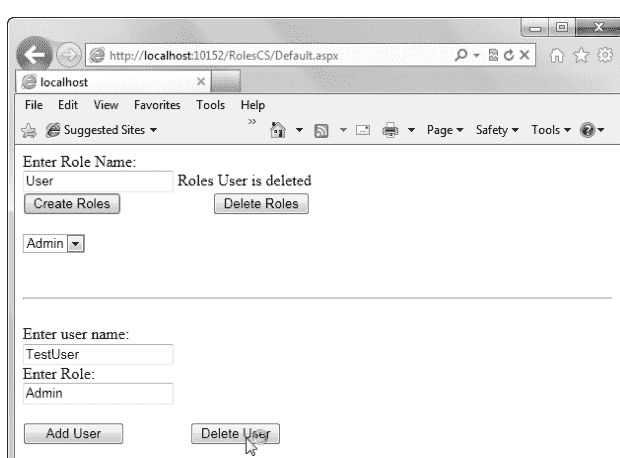 http://localhost:10152/RolesCS/Default.aspx
localhost
File Edit View Favorites Tools Help
Suggested Sites Page Safety Tools
Enter Role Name:
User Roles User is deleted
Create Roles Delete Roles
Admin
Enter user name:
TestUser
Enter Role:
Admin
Add User Delete User